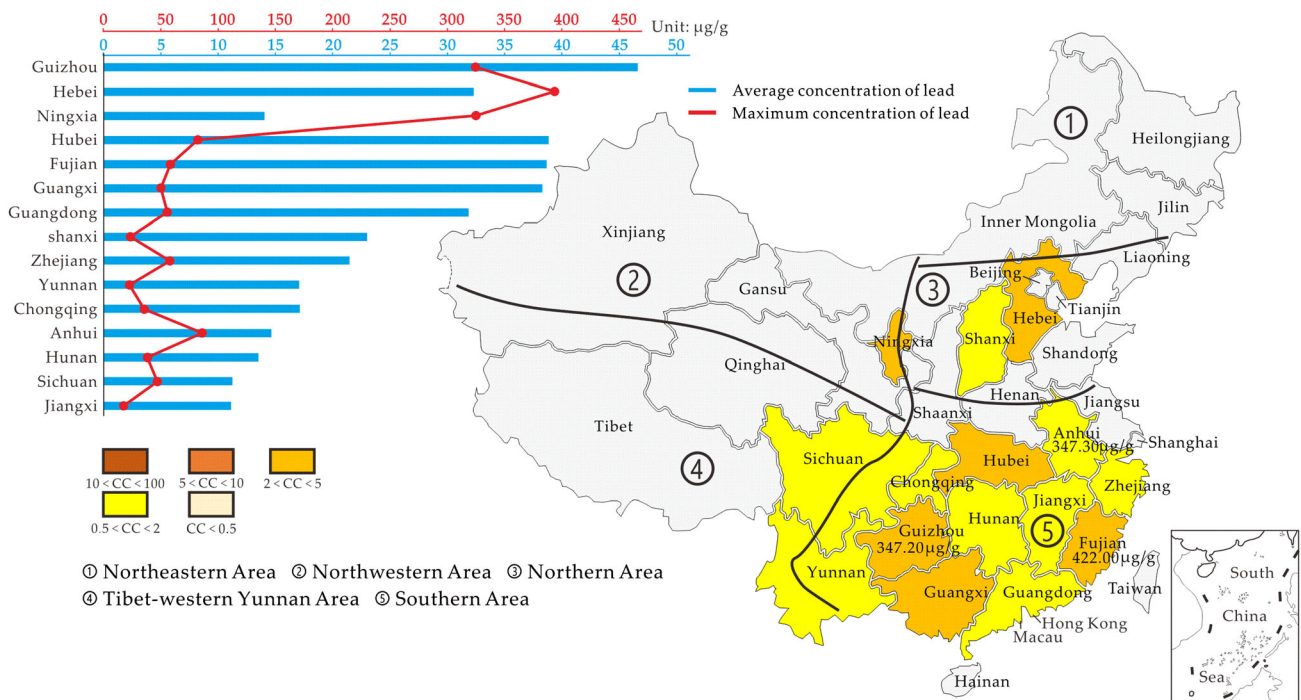 0 50 100 150 200 250 300 350 400 450 Unit: μg/g
0 5 10 15 20 25 30 35 40 45 50
Guizhou
Hebei
Ningxia
Hubei
Fujian
Guangxi
Guangdong
shanxi
Zhejiang
Yunnan
Chongqing
Anhui
Hunan
Sichuan
Jiangxi
Average concentration of lead
Maximum concentration of lead
10 < CC < 100
5 < CC < 10
2 < CC < 5
0.5 < CC < 2
CC < 0.5
① Northeastern Area ② Northwestern Area ③ Northern Area
④ Tibet-western Yunnan Area ⑤ Southern Area
①
Heilongjiang
Jilin
Inner Mongolia
Liaoning
Xinjiang
②
Gansu
③
Beijing
Tianjin
Hebei
Shanxi
Ningxia
Shandong
Qinghai
Henan
Jiangsu
Shaanxi
Tibet
④
Anhui
347.30μg/g
Shanghai
Sichuan
Hubei
Chongqing
Zhejiang
Jiangxi
Hunan
⑤
Guizhou
347.20μg/g
Fujian
422.00μg/g
Yunnan
Guangxi
Guangdong
Taiwan
Hong Kong
Macau
Hainan
South
China
Sea